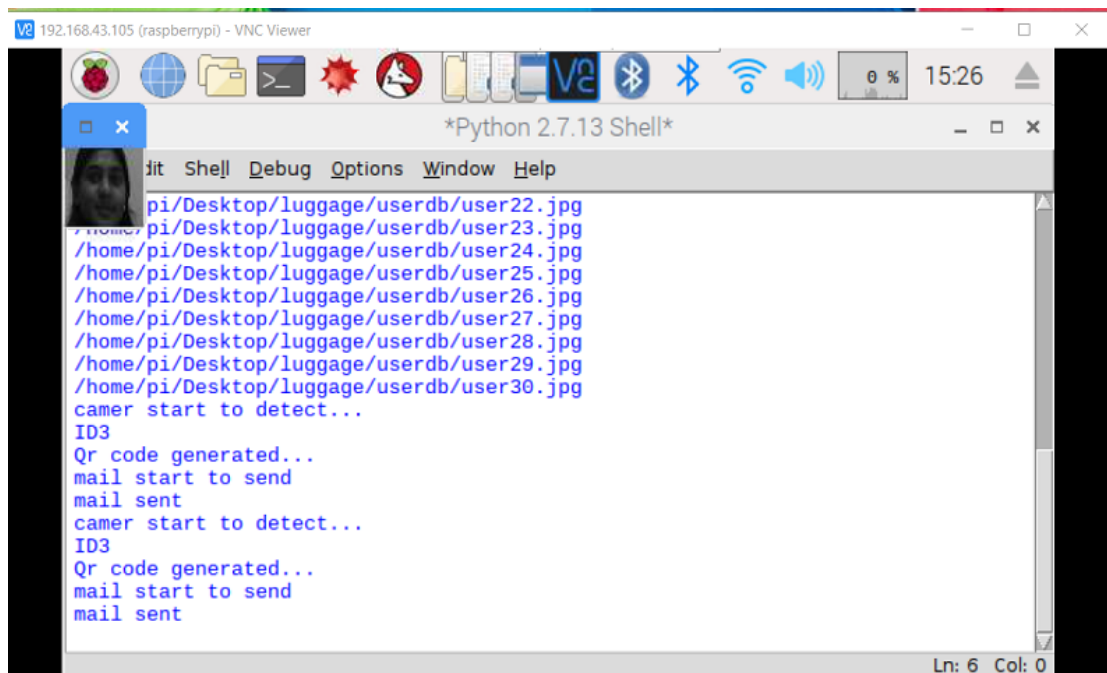 192.168.43.105 (raspberrypi) - VNC Viewer
0 % 15:26
*Python 2.7.13 Shell*
dit Shell Debug Options Window Help
pi/Desktop/luggage/userdb/user22.jpg
/home/pi/Desktop/luggage/userdb/user23.jpg
/home/pi/Desktop/luggage/userdb/user24.jpg
/home/pi/Desktop/luggage/userdb/user25.jpg
/home/pi/Desktop/luggage/userdb/user26.jpg
/home/pi/Desktop/luggage/userdb/user27.jpg
/home/pi/Desktop/luggage/userdb/user28.jpg
/home/pi/Desktop/luggage/userdb/user29.jpg
/home/pi/Desktop/luggage/userdb/user30.jpg
camer start to detect...
ID3
Qr code generated...
mail start to send
mail sent
camer start to detect...
ID3
Qr code generated...
mail start to send
mail sent
Ln: 6 Col: 0